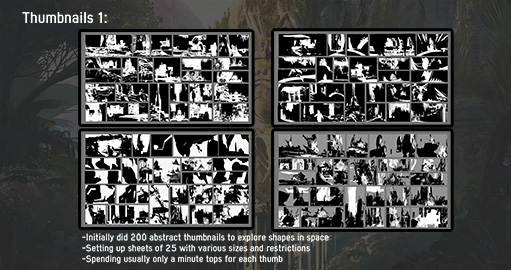 Thumbnails 1:
-Initially did 200 abstract thumbnails to explore shapes in space
-Setting up sheets of 25 with various sizes and restrictions
-Spending usually only a minute tops for each thumb